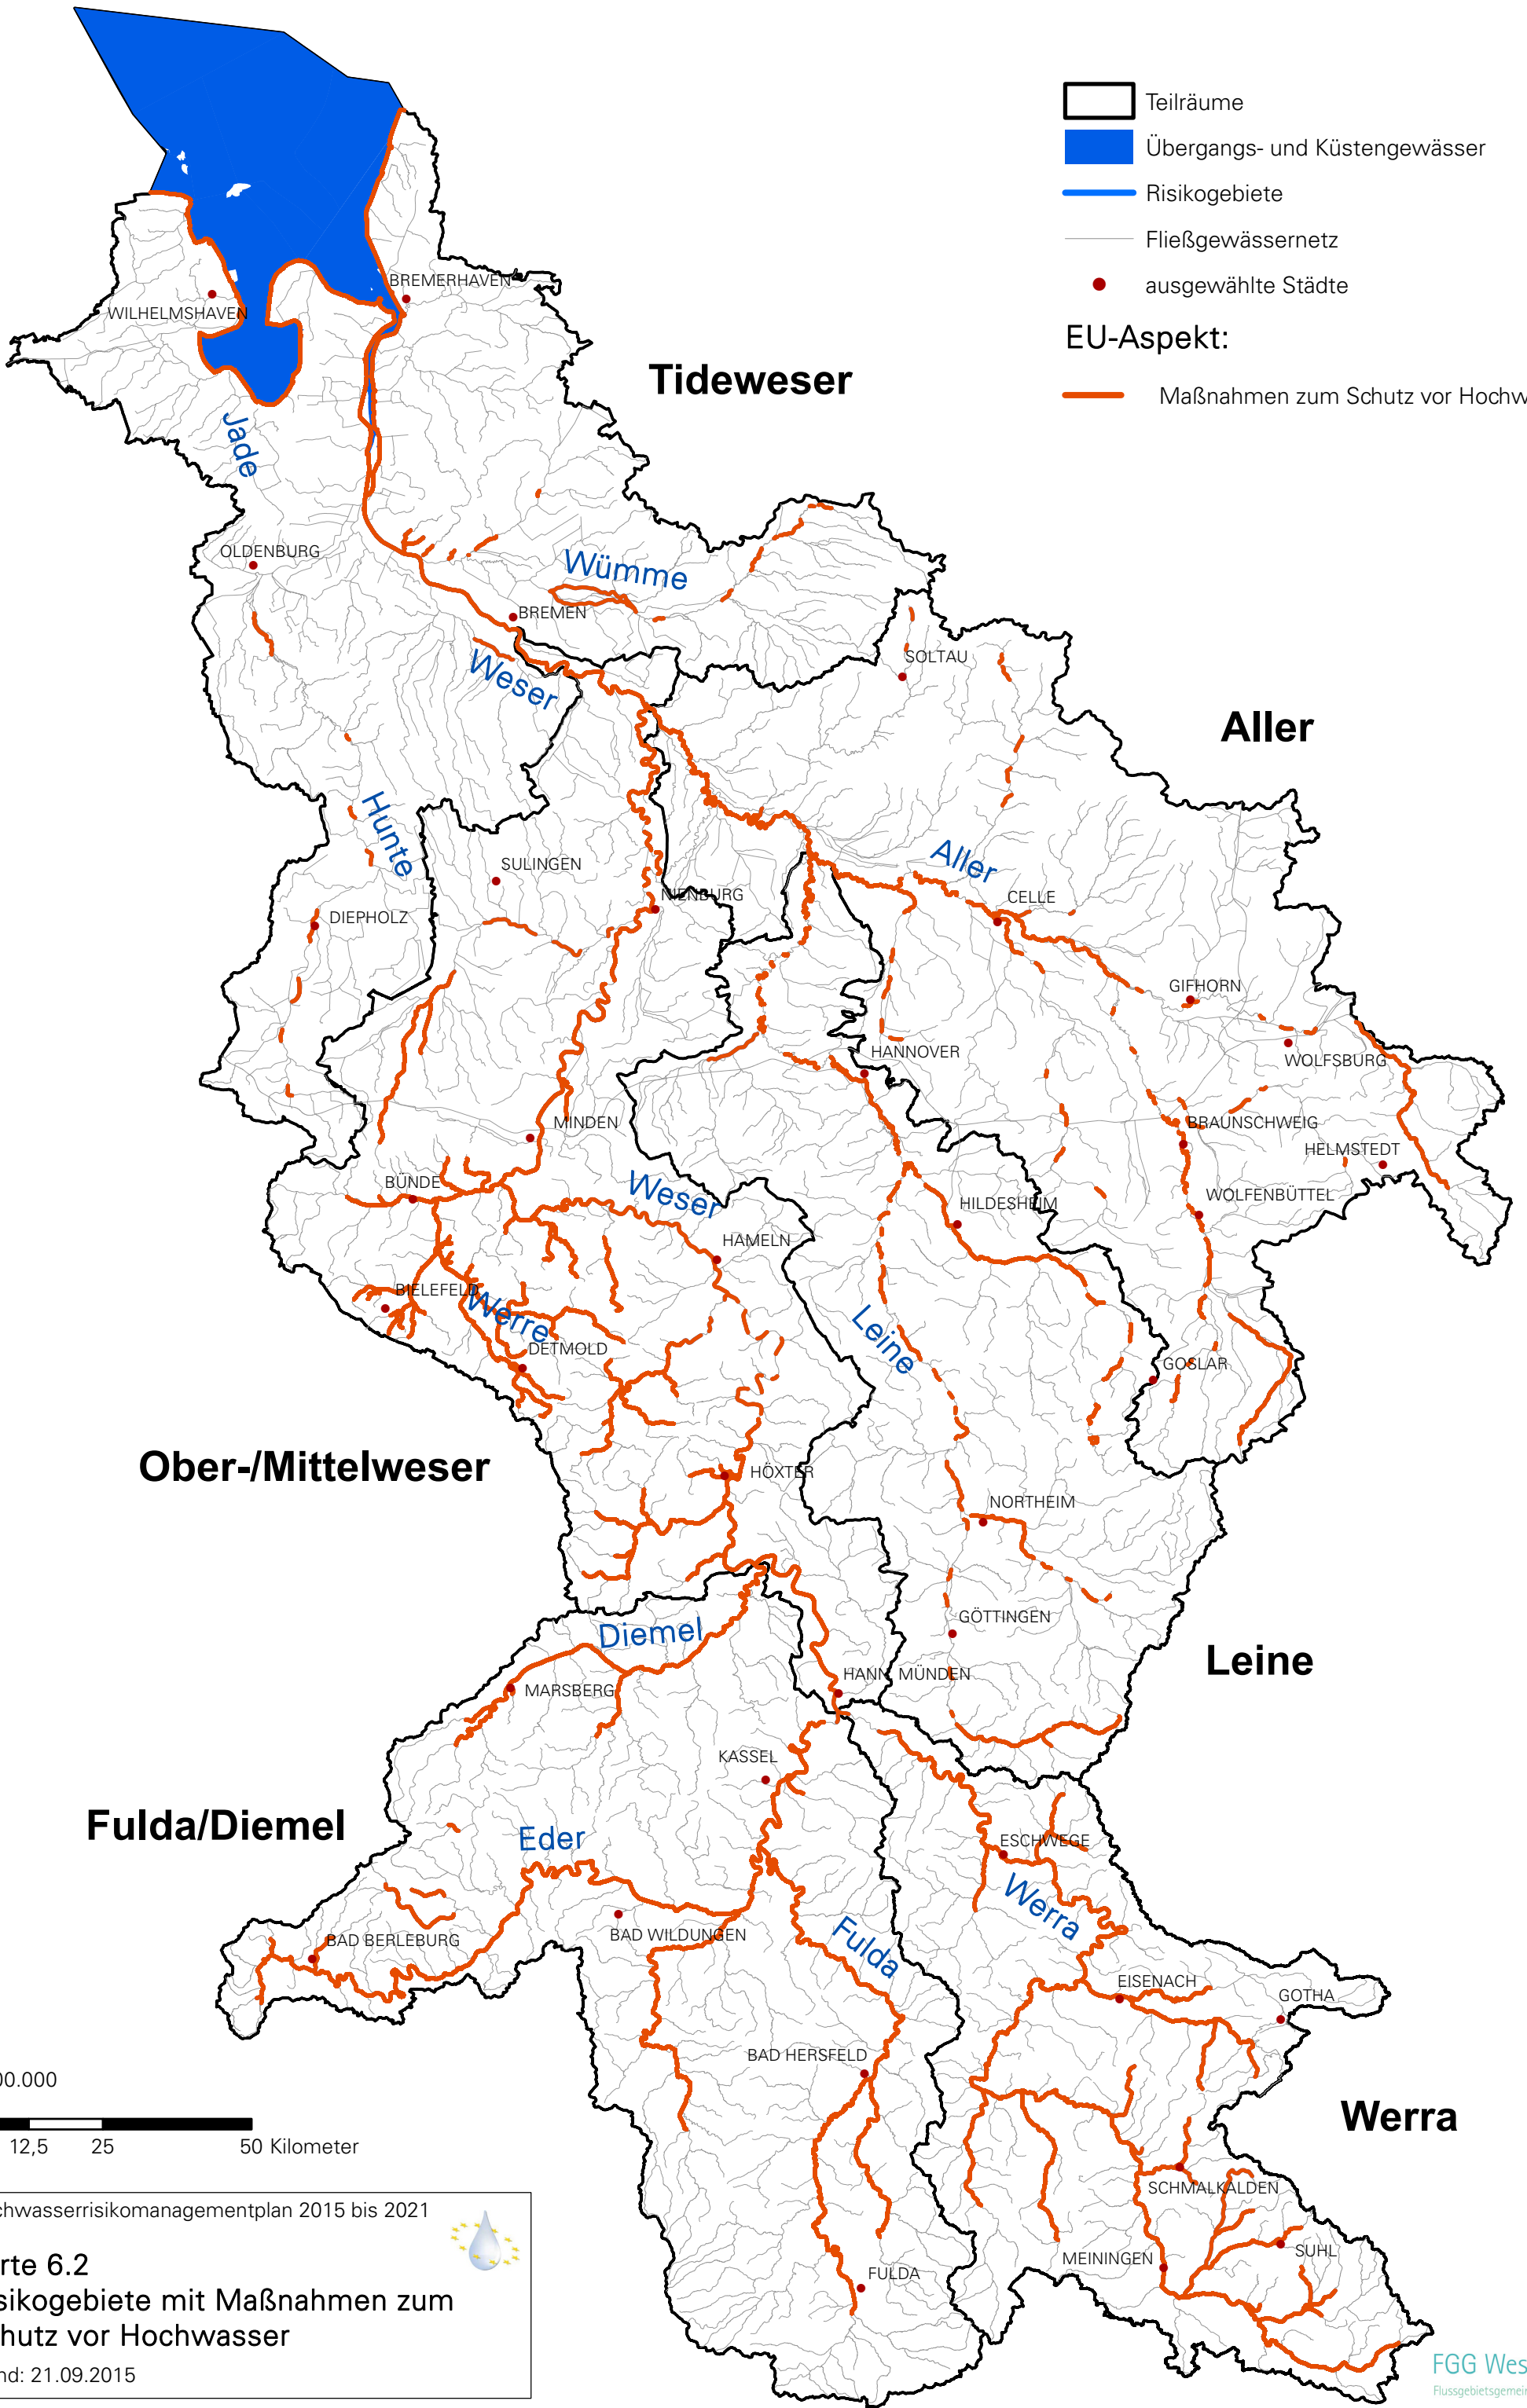 Teilräume
Übergangs- und Küstengewässer
Risikogebiete
Fließgewässernetz
ausgewählte Städte
EU-Aspekt:
Maßnahmen zum Schutz vor Hochw
BREMERHAVEN
WILHELMSHAVEN
Tideweser
Jade
OLDENBURG
Wümme
BREMEN
SOLTAU
Weser
Aller
Hunte
Aller
SULINGEN
CELLE
NIENBURG
DIEPHOLZ
GIFHORN
HANNOVER
WOLFSBURG
MINDEN
BRAUNSCHWEIG
HELMSTEDT
BÜNDE
Weser
WOLFENBÜTTEL
HILDESHEIM
HAMELN
BIELEFELD
Werre
Leine
DETMOLD
GOSLAR
Ober-/Mittelweser
HÖXTER
NORTHEIM
GÖTTINGEN
Diemel
Leine
HANN. MÜNDEN
MARSBERG
KASSEL
Fulda/Diemel
Eder
ESCHWEGE
Werra
BAD WILDUNGEN
Fulda
BAD BERLEBURG
EISENACH
GOTHA
BAD HERSFELD
00.000
Werra
12,5 25 50 Kilometer
SCHMALKALDEN
chwasserrisikomanagementplan 2015 bis 2021
SUHL
MEININGEN
rte 6.2
FULDA
sikogebiete mit Maßnahmen zum
hutz vor Hochwasser
nd: 21.09.2015
FGG Wes
Flussgebietsgemei